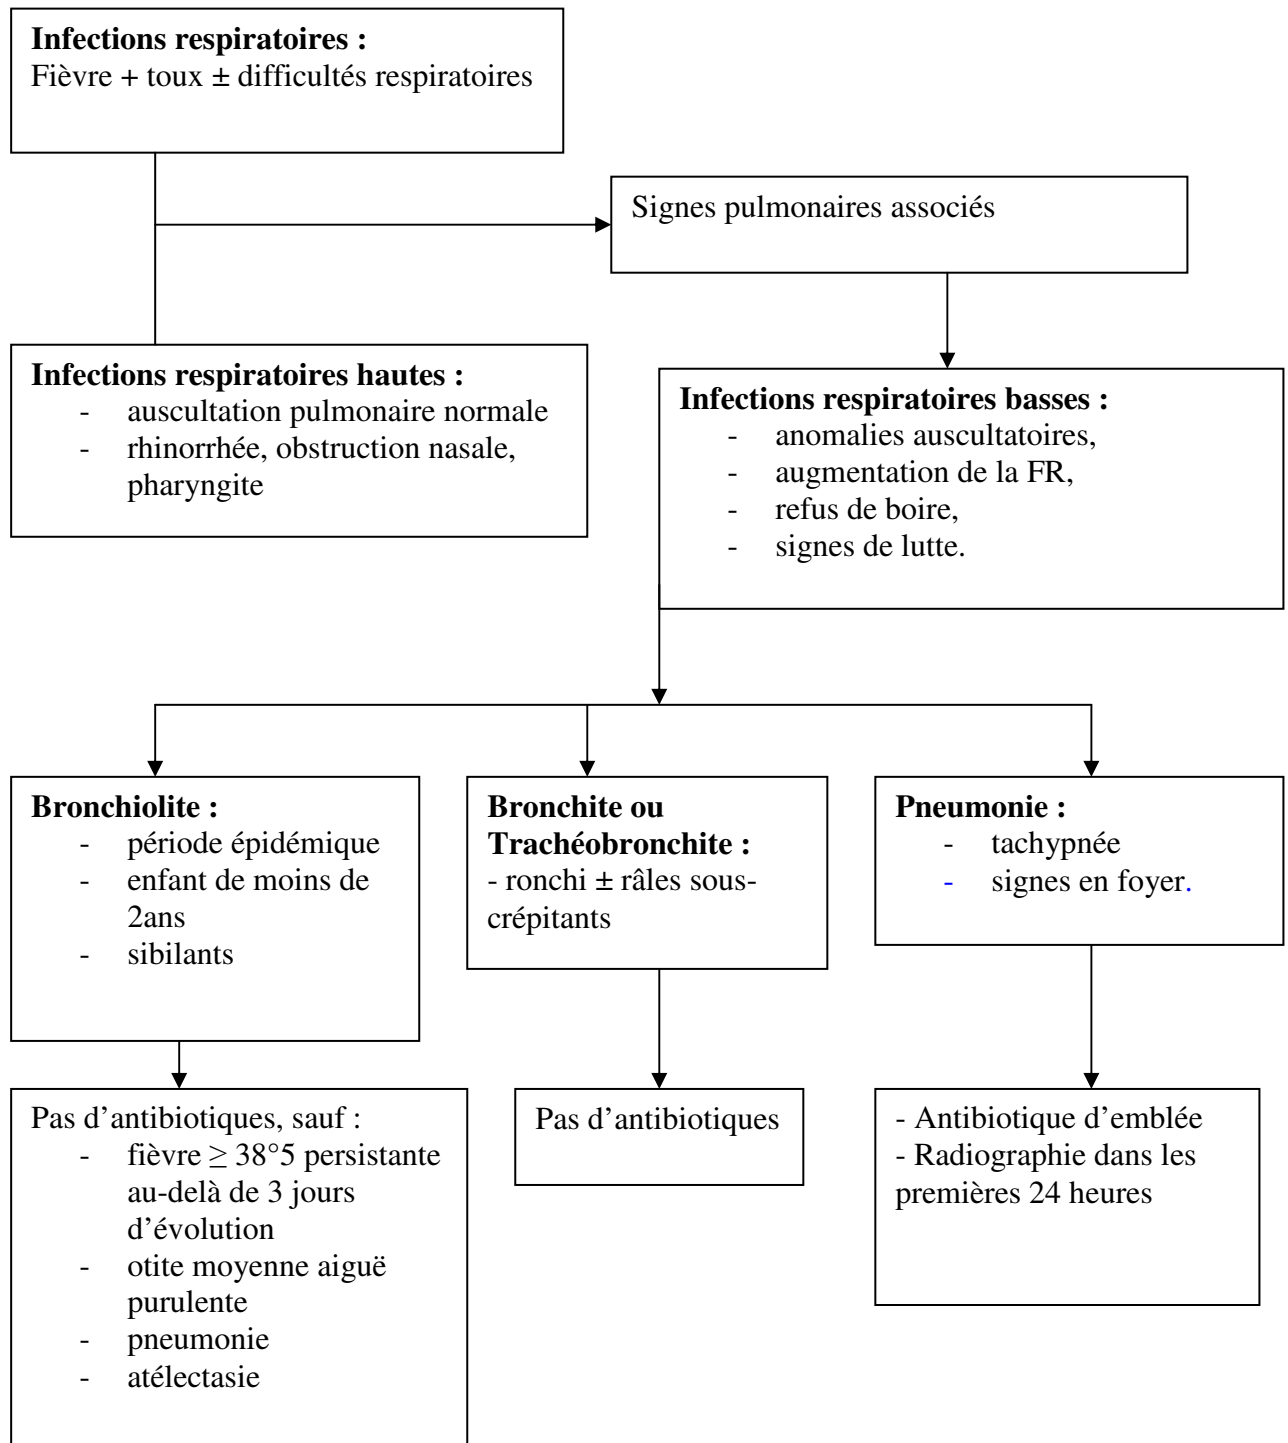 Infections respiratoires :
Fièvre + toux ± difficultés respiratoires
Signes pulmonaires associés
Infections respiratoires hautes :
- auscultation pulmonaire normale
- rhinorrhée, obstruction nasale,
pharyngite
Infections respiratoires basses :
- anomalies auscultatoires,
- augmentation de la FR,
- refus de boire,
- signes de lutte.
Bronchiolite :
- période épidémique
- enfant de moins de
2ans
- sibilants
Bronchite ou
Trachéobronchite :
- ronchi ± râles sous-
crépitants
Pneumonie :
- tachypnée
- signes en foyer.
Pas d’antibiotiques, sauf :
- fièvre ≥ 38°5 persistante
au-delà de 3 jours
d’évolution
- otite moyenne aiguë
purulente
- pneumonie
- atélectasie
Pas d’antibiotiques
- Antibiotique d’emblée
- Radiographie dans les
premières 24 heures